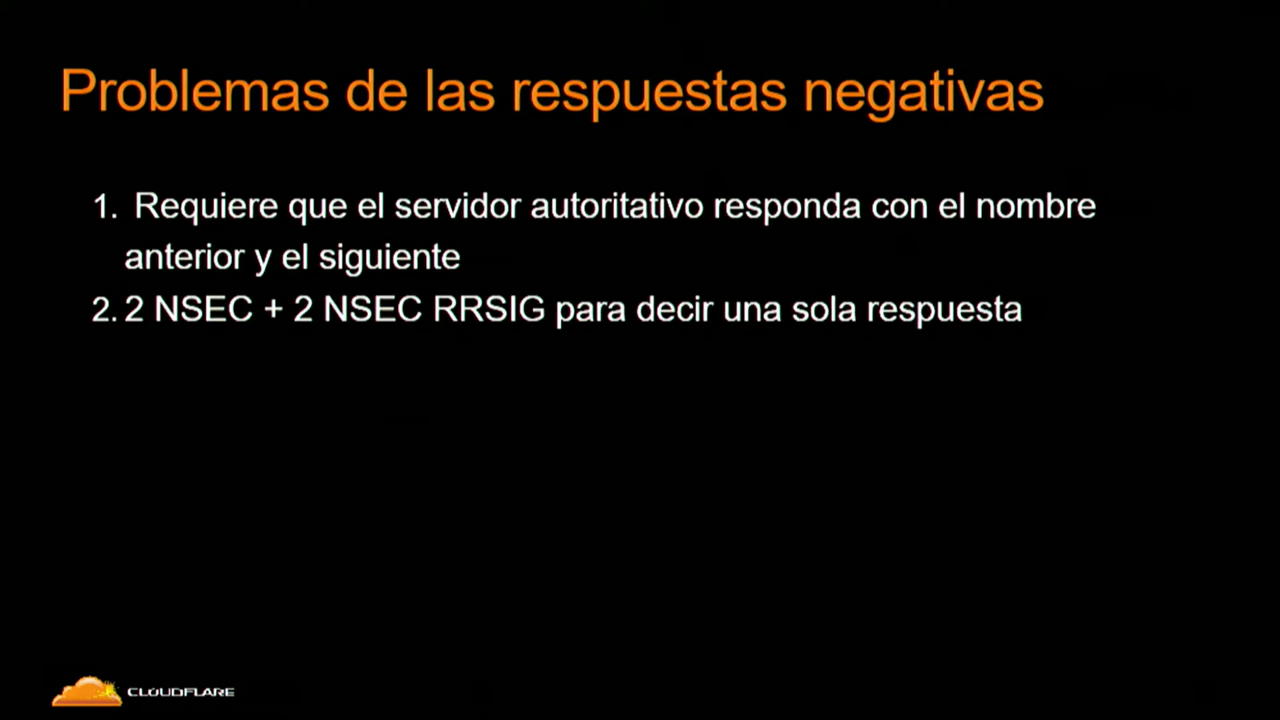 Problemas de las respuestas negativas
1. Requiere que el servidor autoritativo responda con el nombre
anterior y el siguiente
2. 2 NSEC + 2 NSEC RRSIG para decir una sola respuesta
CLOUDFLARE